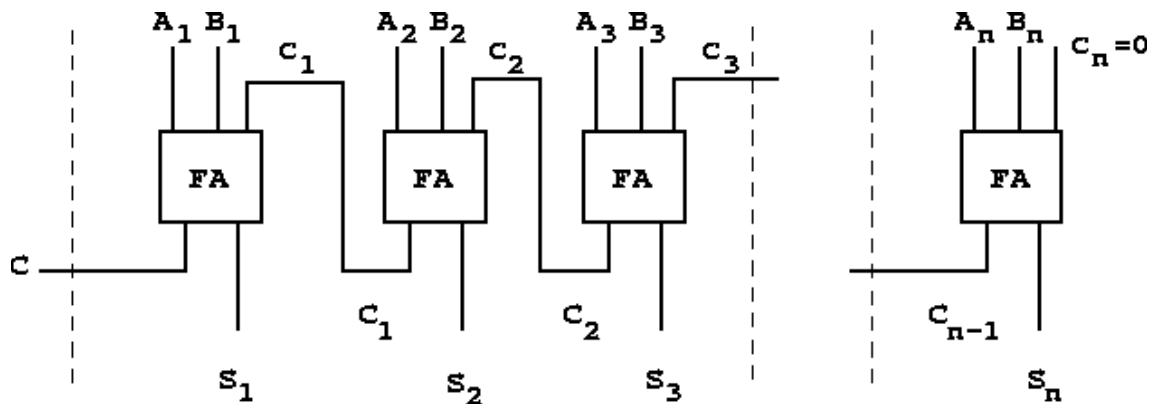 A1 B1 A2 B2 A3 B3 An Bn
C1 C2 C3 Cn=0
FA FA FA FA
C
C1 C2 Cn-1
S1 S2 S3 Sn